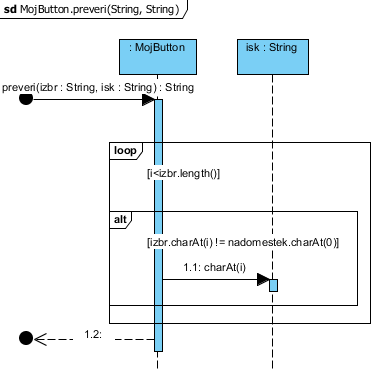 sd MojButton.preveri(String, String)
: MojButton
isk : String
preveri(izbr : String, isk : String) : String
loop
[i<izbr.length()]
alt
[izbr.charAt(i) != nadomestek.charAt(0)]
1.1: charAt(i)
1.2: